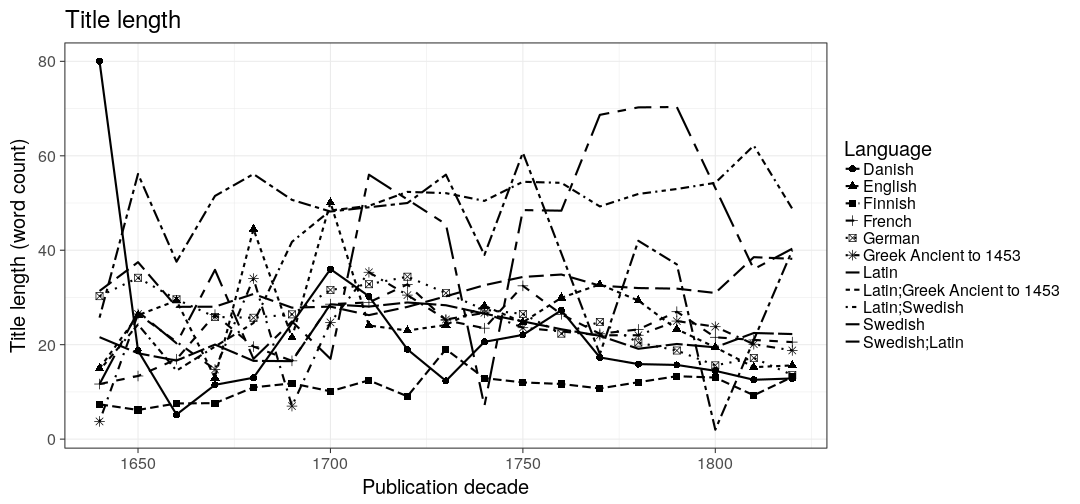 Title length
Title length (word count)
80
60
40
20
0
1650
1700
1750
1800
Publication decade
Language
Danish
English
Finnish
French
German
Greek Ancient to 1453
Latin
Latin;Greek Ancient to 1453
Latin;Swedish
Swedish
Swedish;Latin